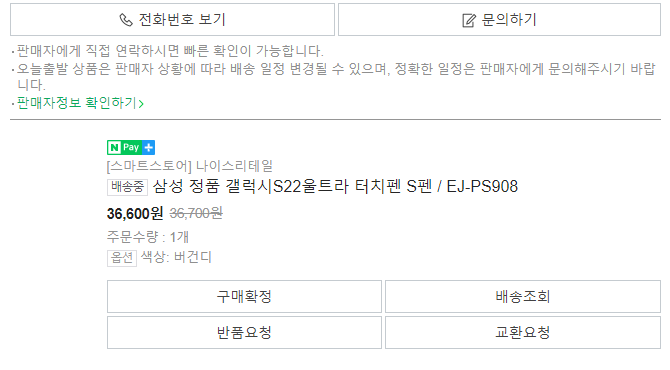 전화번호 보기
문의하기
· 판매자에게 직접 연락하시면 빠른 확인이 가능합니다.
· 오늘출발 상품은 판매자 상황에 따라 배송 일정 변경될 수 있으며, 정확한 일정은 판매자에게 문의해주시기 바랍
니다.
· 판매자정보 확인하기 >
N Pay +
[스마트스토어] 나이스리테일
배송중 삼성 정품 갤럭시S22울트라 터치펜 S펜 / EJ-PS908
36,600원 36,700원
주문수량 : 1개
옵션 색상: 버건디
구매확정
배송조회
반품요청
교환요청